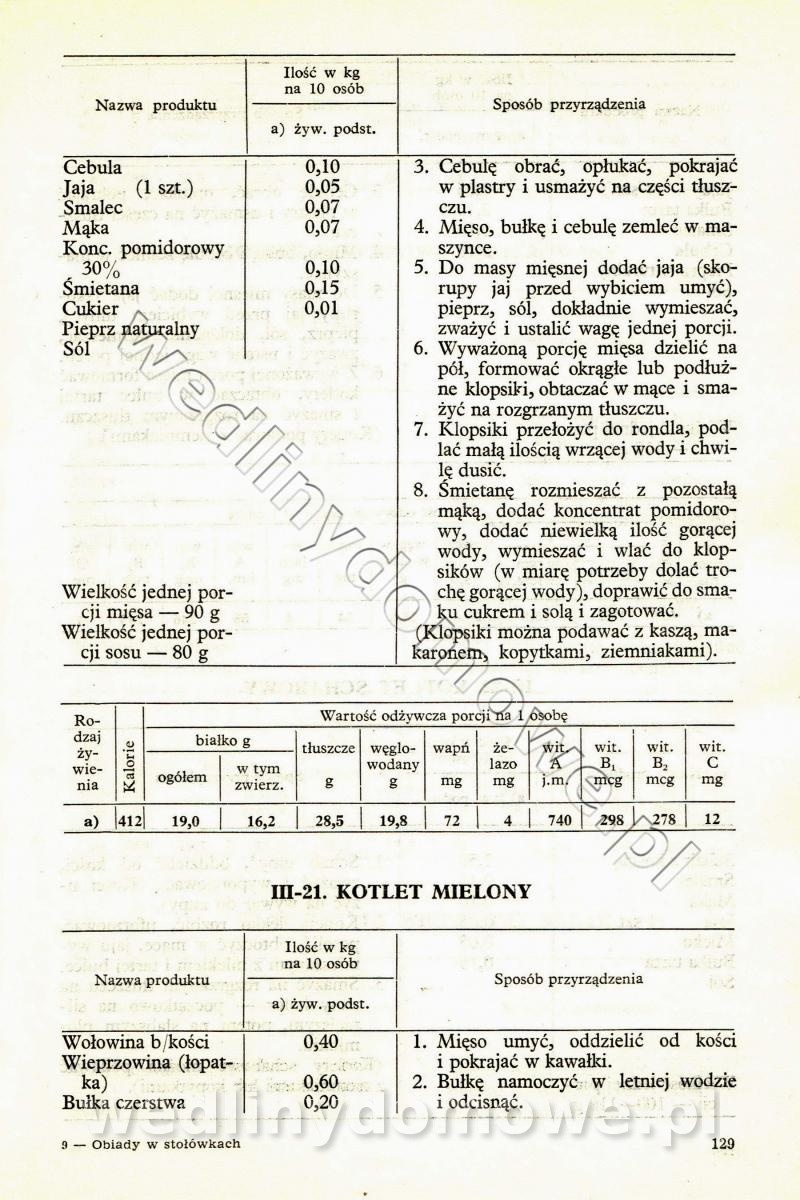 Nazwa produktu
Ilość w kg
na 10 osób
a) żyw. podst.
Sposób przyrządzenia
Cebula 0,10
Jaja (1 szt.) 0,05
Smalec 0,07
Mąka 0,07
Konc. pomidorowy
30% 0,10
Śmietana 0,15
Cukier 0,01
Pieprz naturalny
Sól
Wielkość jednej por-
cji mięsa — 90 g
Wielkość jednej por-
cji sosu — 80 g
3. Cebulę obrać, opłukać, pokrajać
w plastry i usmażyć na części tłusz-
czu.
4. Mięso, bułkę i cebulę zemleć w ma-
szynce.
5. Do masy mięsnej dodać jaja (sko-
rupy jaj przed wybiciem umyć),
pieprz, sól, dokładnie wymieszać,
zważyć i ustalić wagę jednej porcji.
6. Wyważoną porcję mięsa dzielić na
pół, formować okrągłe lub podłuż-
ne klopsiki, obtaczać w mące i sma-
żyć na rozgrzanym tłuszczu.
7. Klopsiki przełożyć do rondla, pod-
lać małą ilością wrzącej wody i chwi-
lę dusić.
8. Śmietanę rozmieszać z pozostałą
mąką, dodać koncentrat pomidoro-
wy, dodać niewielką ilość gorącej
wody, wymieszać i wlać do klop-
sików (w miarę potrzeby dolać tro-
chę gorącej wody), doprawić do sma-
ku cukrem i solą i zagotować.
(Klopsiki można podawać z kaszą, ma-
karonem, kopytkami, ziemniakami).
Ro-
dzaj
ży-
wie-
nia
Kalorie
Wartość odżywcza porcji na 1 osobę
białko g
ogółem
w tym
zwierz.
tłuszcze
g
węglo-
wodany
g
wapń
mg
że-
lazo
mg
wit.
A
j.m.
wit.
B₁
mcg
wit.
B₂
mcg
wit.
C
mg
a) 412 19,0 16,2 28,5 19,8 72 4 740 298 278 12
III-21. KOTLET MIELONY
Nazwa produktu
Ilość w kg
na 10 osób
a) żyw. podst.
Sposób przyrządzenia
Wołowina b/kości 0,40
Wieprzowina (łopat-
ka) 0,60
Bułka czerstwa 0,20
1. Mięso umyć, oddzielić od kości
i pokrajać w kawałki.
2. Bułkę namoczyć w letniej wodzie
i odcisnąć.
9 — Obiady w stołówkach
129
wedlinydomowe.pl
wedlinydomowe.pl